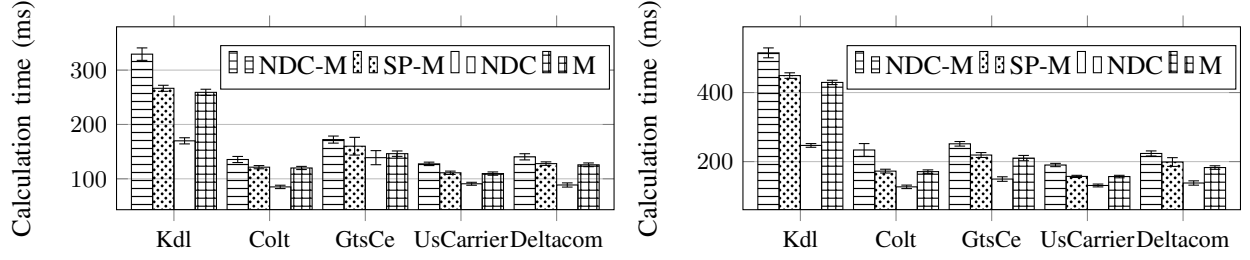 Calculation time (ms)
300
200
100
NDC-M SP-M NDC M
Kdl Colt GtsCe UsCarrier Deltacom
Calculation time (ms)
400
200
NDC-M SP-M NDC M
Kdl Colt GtsCe UsCarrier Deltacom